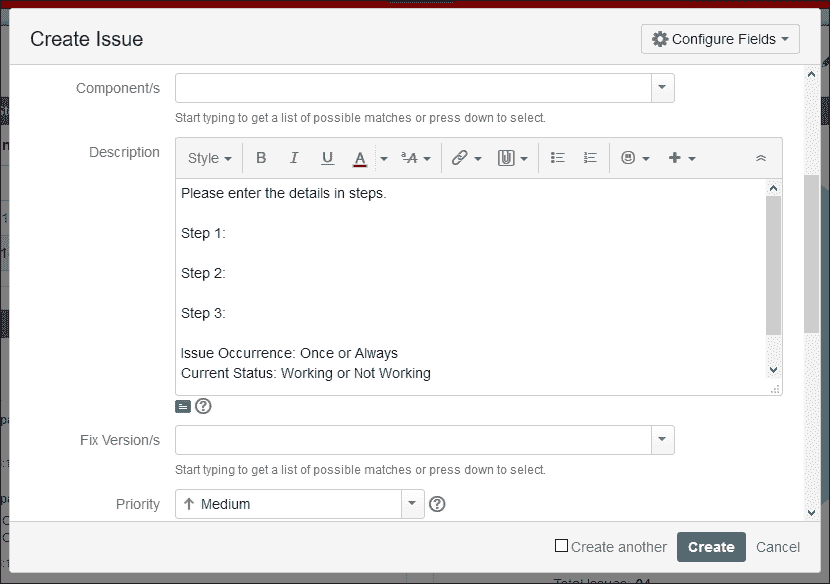 Create Issue
Configure Fields
Component/s
Start typing to get a list of possible matches or press down to select.
Description
Style B I U A ªA
Please enter the details in steps.
Step 1:
Step 2:
Step 3:
Issue Occurrence: Once or Always
Current Status: Working or Not Working
Fix Version/s
Start typing to get a list of possible matches or press down to select.
Priority
Medium
Create another
Create
Cancel